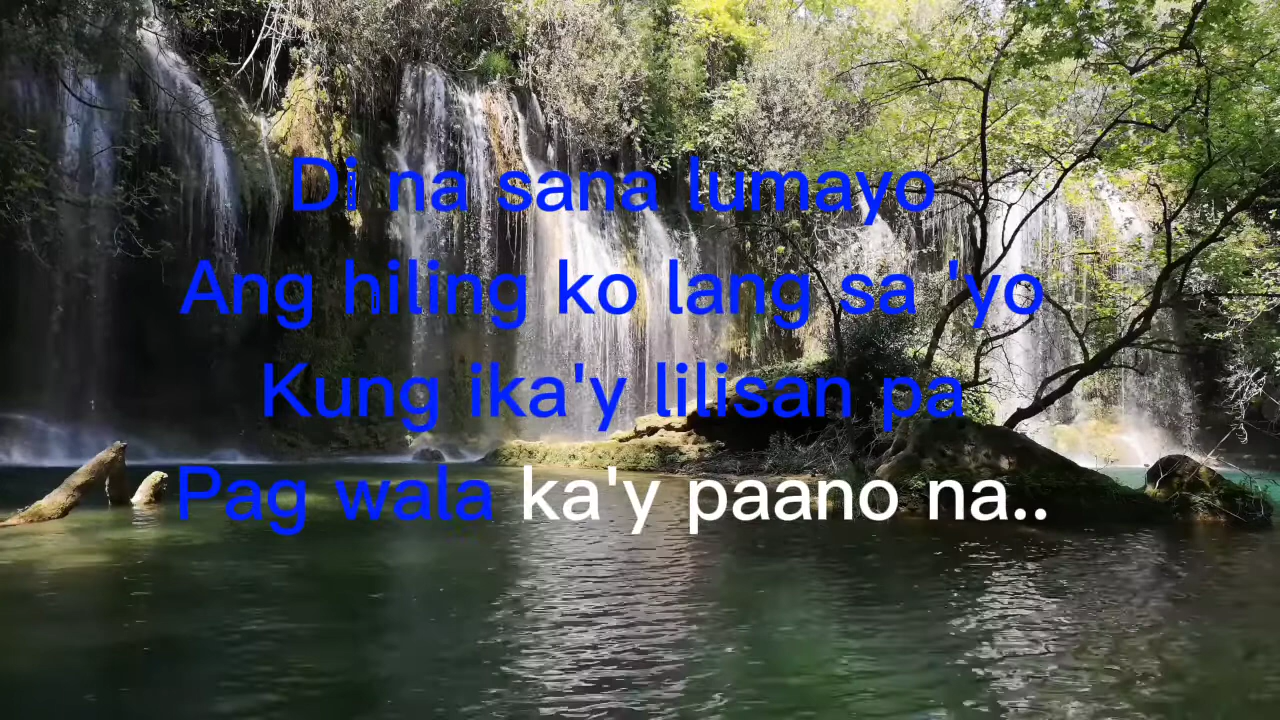 Di na sana lumayo
Ang hiling ko lang sa 'yo
Kung ika'y lilisan pa
Pag wala ka'y paano na..